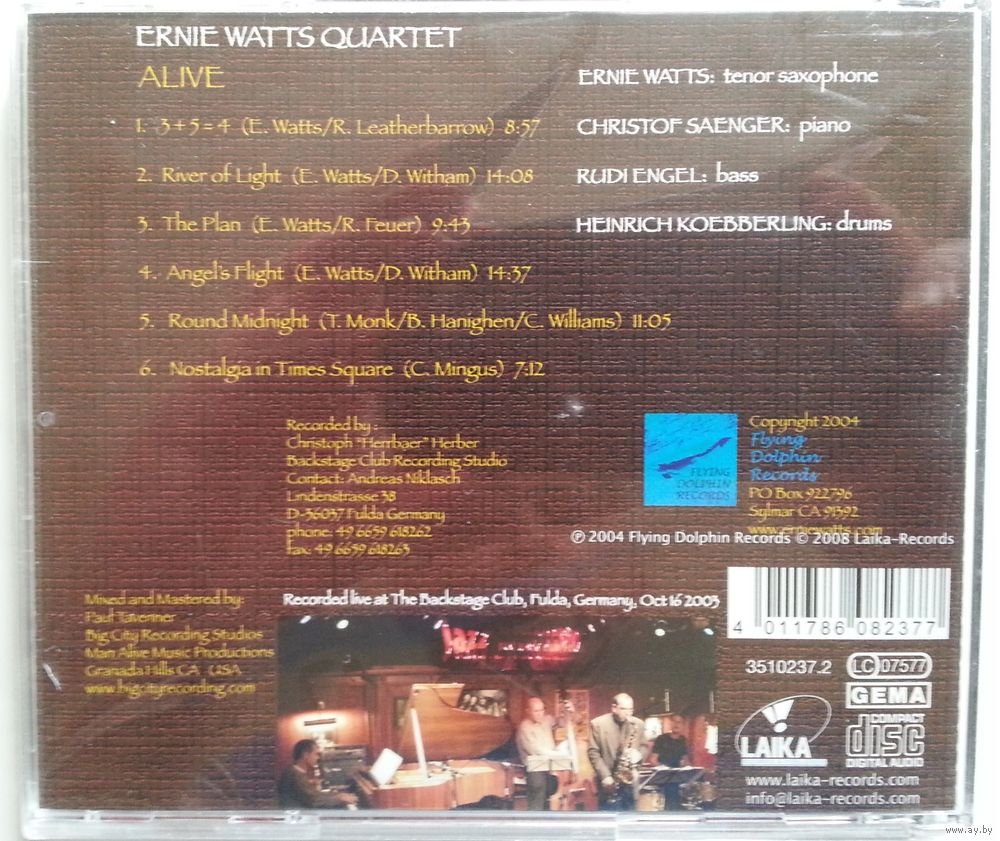 ERNIE WATTS QUARTET
ALIVE
1. 3+5=4 (E. Watts/R. Leatherbarrow) 8:57
2. River of Light (E. Watts/D. Witham) 14:08
3. The Plan (E. Watts/R. Feuer) 9:43
4. Angel's Flight (E. Watts/D. Witham) 14:37
5. Round Midnight (T. Monk/B. Hanighen/C. Williams) 11:05
6. Nostalgia in Times Square (C. Mingus) 7:12
ERNIE WATTS: tenor saxophone
CHRISTOF SAENGER: piano
RUDI ENGEL: bass
HEINRICH KOEBBERLING: drums
Recorded by :
Christoph "Herrbaer" Herber
Backstage Club Recording Studio
Contact: Andreas Niklasch
Lindenstrasse 38
D-36037 Fulda Germany
phone: 49 6659 618262
fax: 49 6659 618263
FLYING
DOLPHIN
RECORDS
Copyright 2004
Flying
Dolphin
Records
PO Box 922796
Sylmar CA 91392
www.erniewatts.com
℗ 2004 Flying Dolphin Records © 2008 Laika-Records
Mixed and Mastered by:
Paul Tavenner
Big City Recording Studios
Man Alive Music Productions
Granada Hills CA, USA
www.bigcityrecording.com
Recorded live at The Backstage Club, Fulda, Germany, Oct 16 2003
4 011786 082377
3510237.2
LC 07577
GEMA
LAIKA
COMPACT
disc
DIGITAL AUDIO
www.laika-records.com
info@laika-records.com
www.ay.by